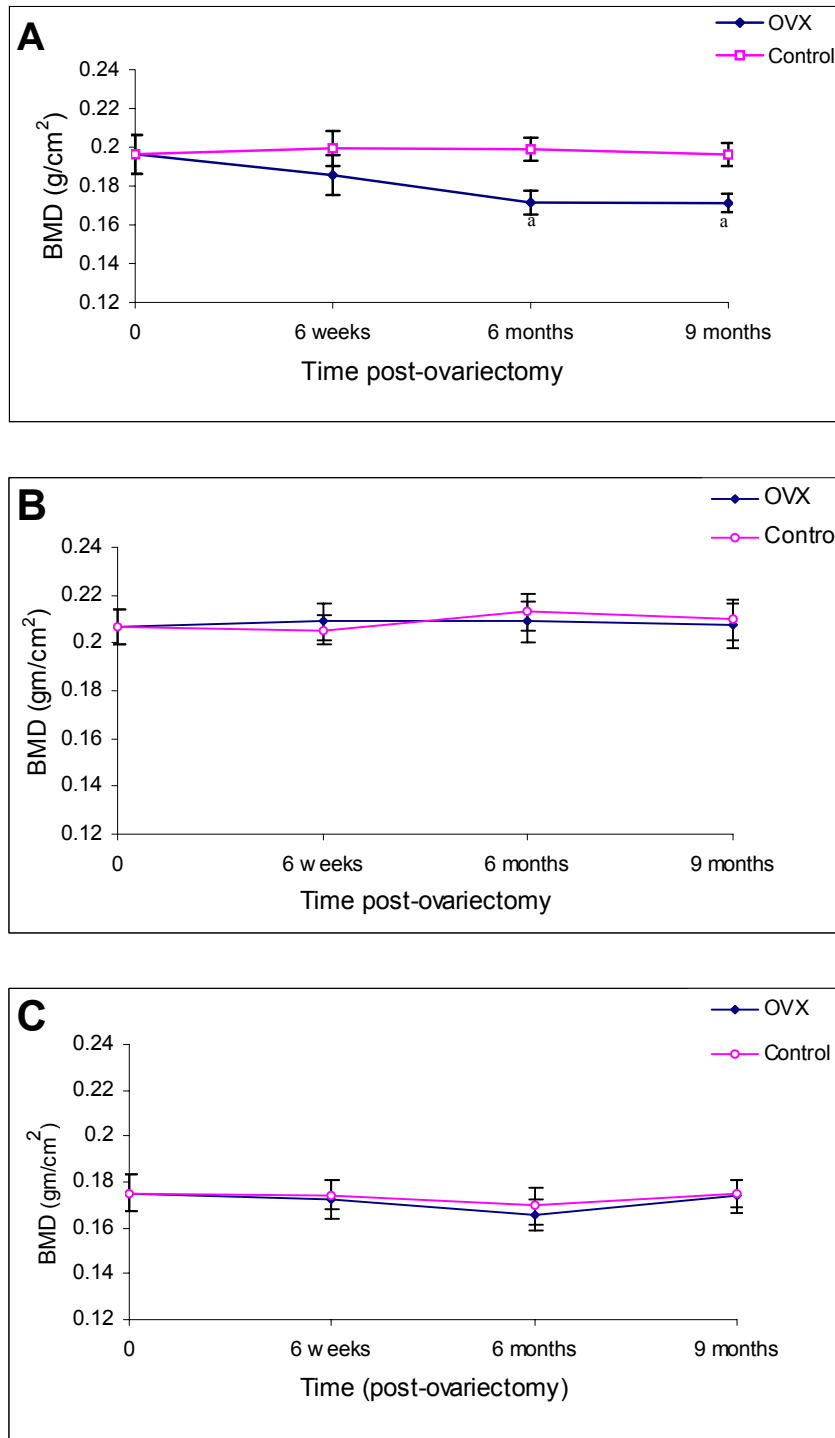 A
OVX
Control
0.24
0.22
0.2
0.18
0.16
0.14
0.12
BMD (g/cm²)
0 6 weeks 6 months 9 months
a a
Time post-ovariectomy
B
OVX
Contro
0.24
0.22
0.2
0.18
0.16
0.14
0.12
BMD (gm/cm²)
0 6 weeks 6 months 9 months
Time post-ovariectomy
C
OVX
Control
0.24
0.22
0.2
0.18
0.16
0.14
0.12
BMD (gm/cm²)
0 6 weeks 6 months 9 months
Time (post-ovariectomy)